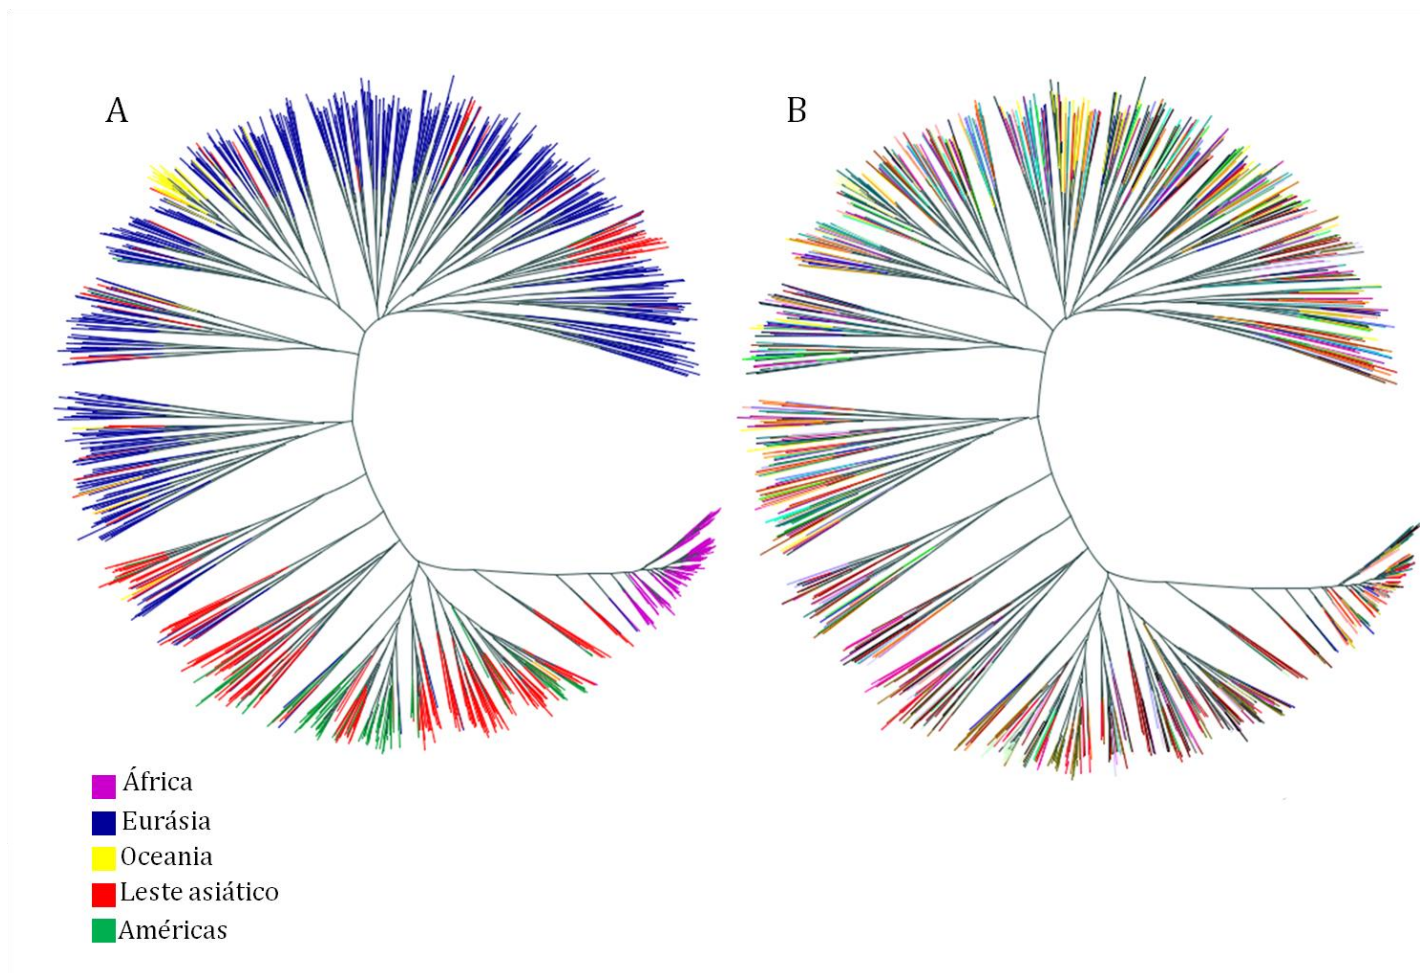 A
B
África
Eurásia
Oceania
Leste asiático
Américas